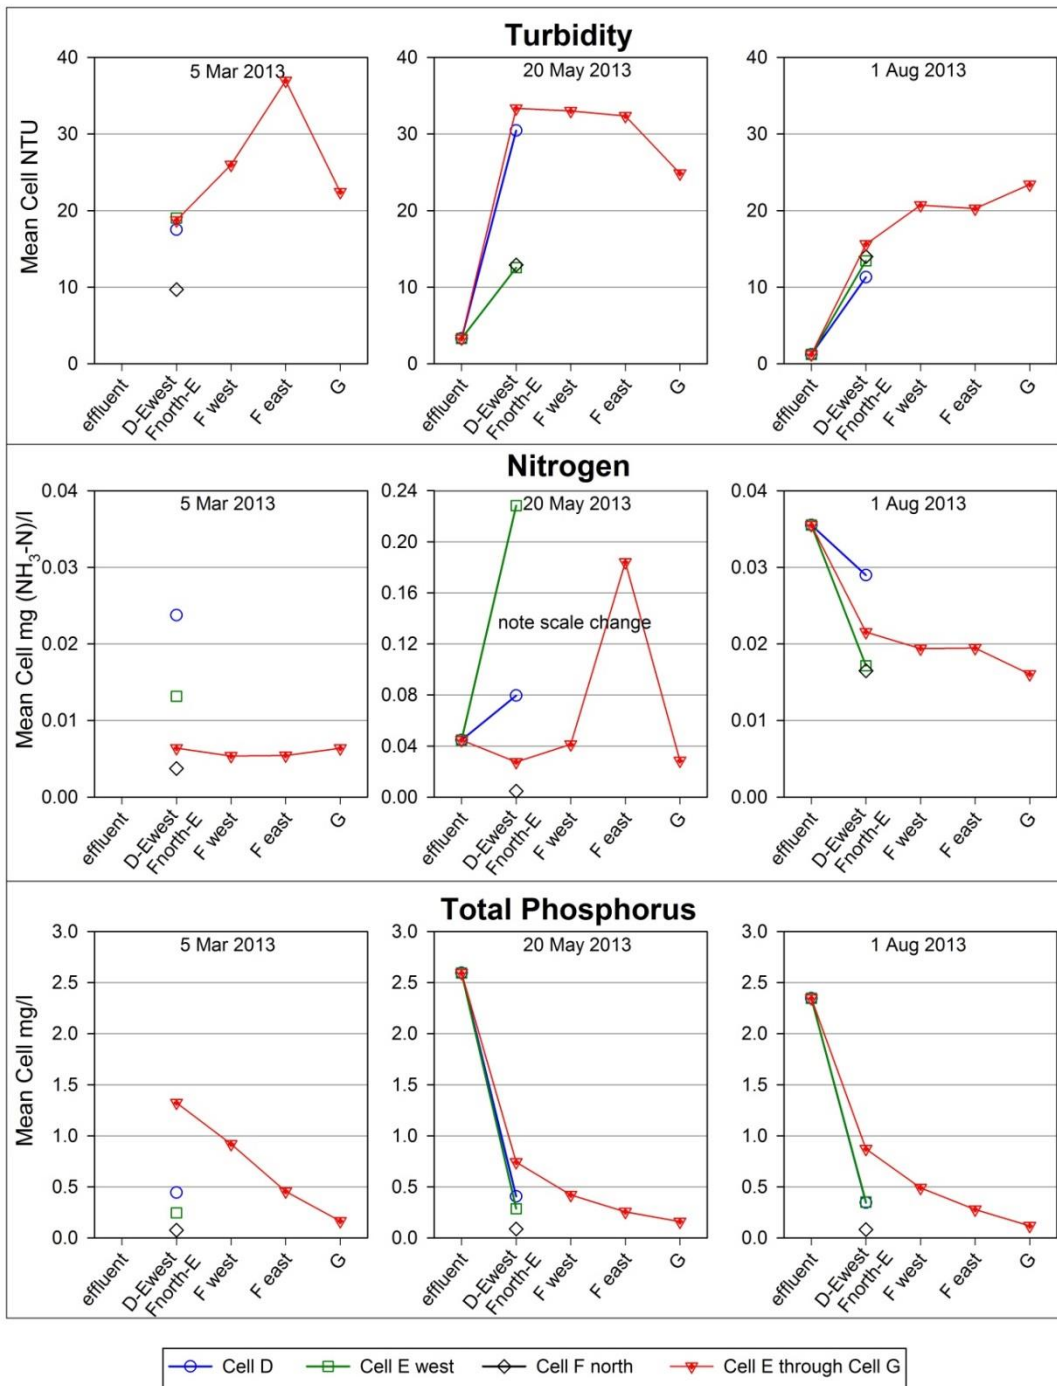 Turbidity
5 Mar 2013
20 May 2013
1 Aug 2013
Mean Cell NTU
40
30
20
10
0
40
30
20
10
0
40
30
20
10
0
effluent
D-Ewest
Fnorth-E
F west
F east
G
effluent
D-Ewest
Fnorth-E
F west
F east
G
effluent
D-Ewest
Fnorth-E
F west
F east
G
Nitrogen
5 Mar 2013
20 May 2013
1 Aug 2013
Mean Cell mg (NH3-N)/l
0.04
0.03
0.02
0.01
0.00
0.24
0.20
0.16
0.12
0.08
0.04
0.00
note scale change
0.04
0.03
0.02
0.01
0.00
effluent
D-Ewest
Fnorth-E
F west
F east
G
effluent
D-Ewest
Fnorth-E
F west
F east
G
effluent
D-Ewest
Fnorth-E
F west
F east
G
Total Phosphorus
5 Mar 2013
20 May 2013
1 Aug 2013
Mean Cell mg/l
3.0
2.5
2.0
1.5
1.0
0.5
0.0
3.0
2.5
2.0
1.5
1.0
0.5
0.0
3.0
2.5
2.0
1.5
1.0
0.5
0.0
effluent
D-Ewest
Fnorth-E
F west
F east
G
effluent
D-Ewest
Fnorth-E
F west
F east
G
effluent
D-Ewest
Fnorth-E
F west
F east
G
Cell D Cell E west Cell F north Cell E through Cell G